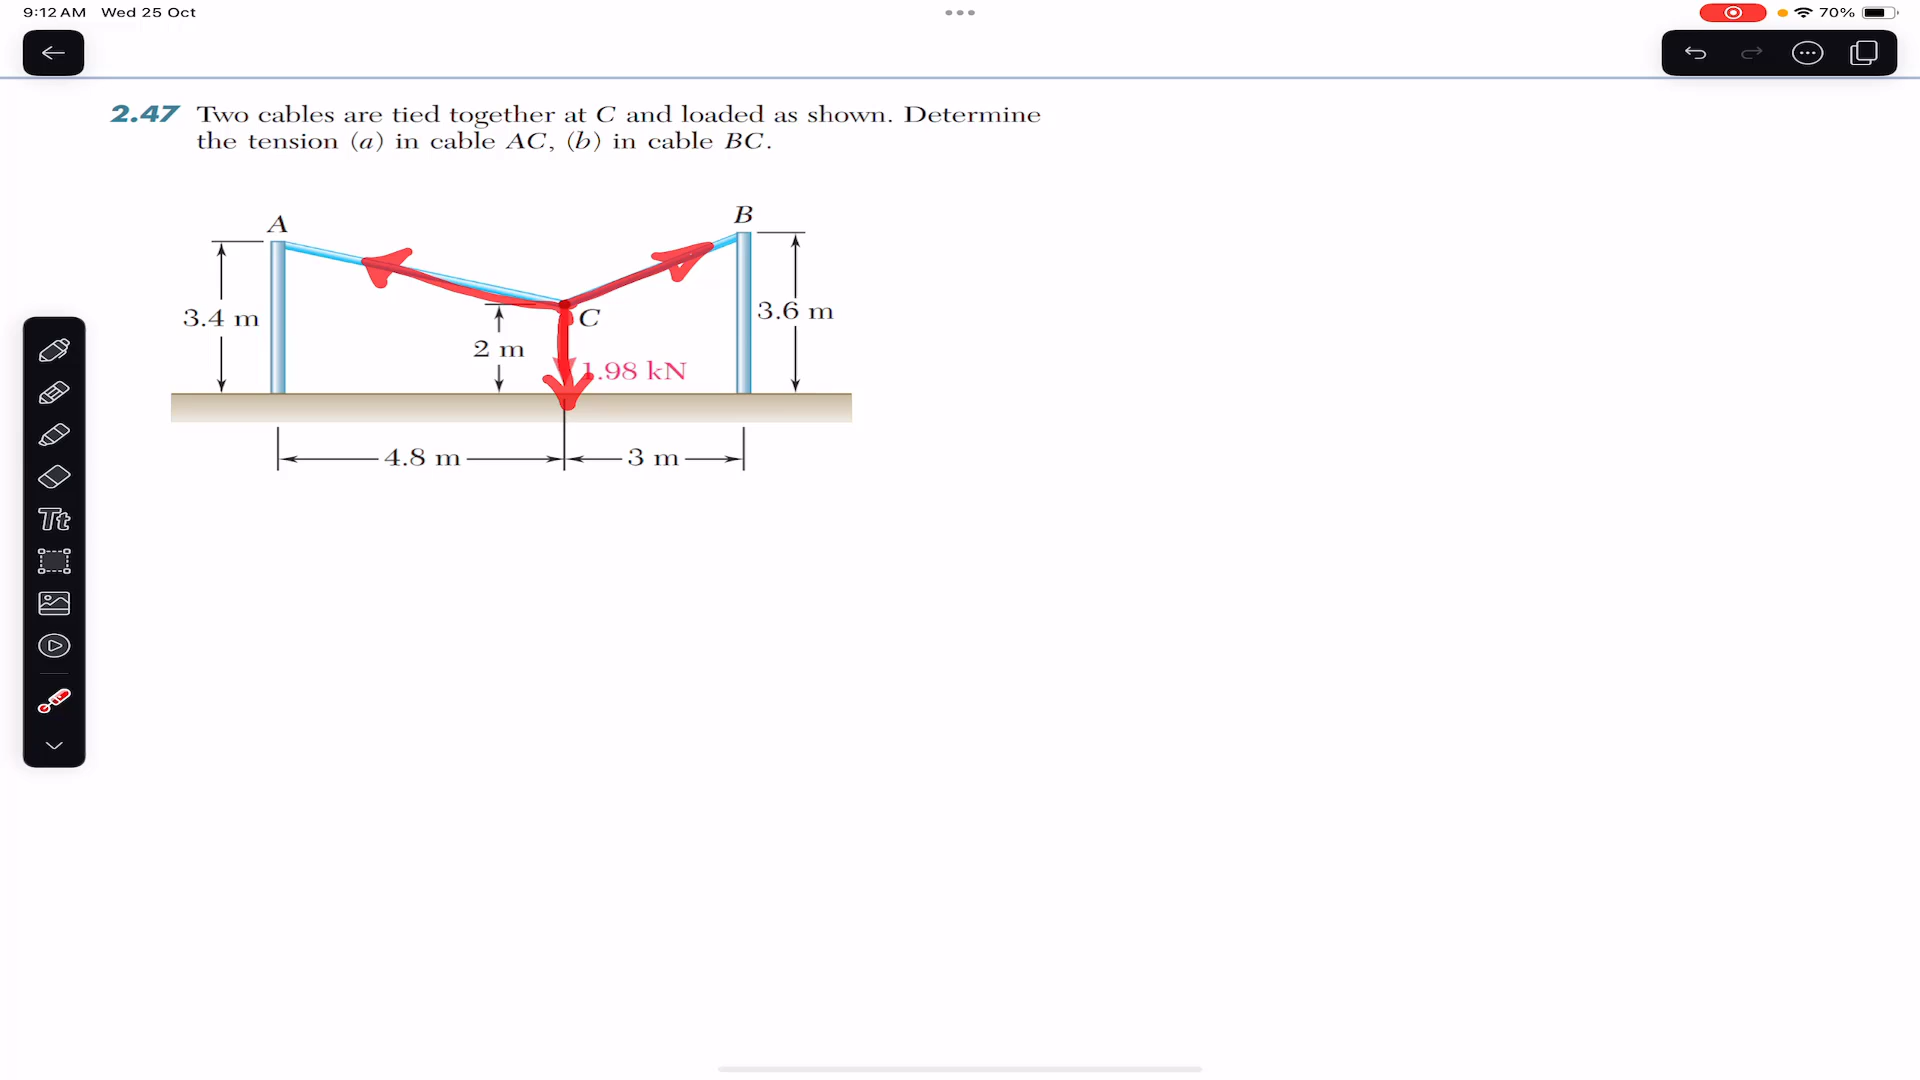 9:12 AM Wed 25 Oct
70%
2.47 Two cables are tied together at C and loaded as shown. Determine
the tension (a) in cable AC, (b) in cable BC.
A
B
3.4 m
C
3.6 m
2 m
1.98 kN
4.8 m
3 m
Tt